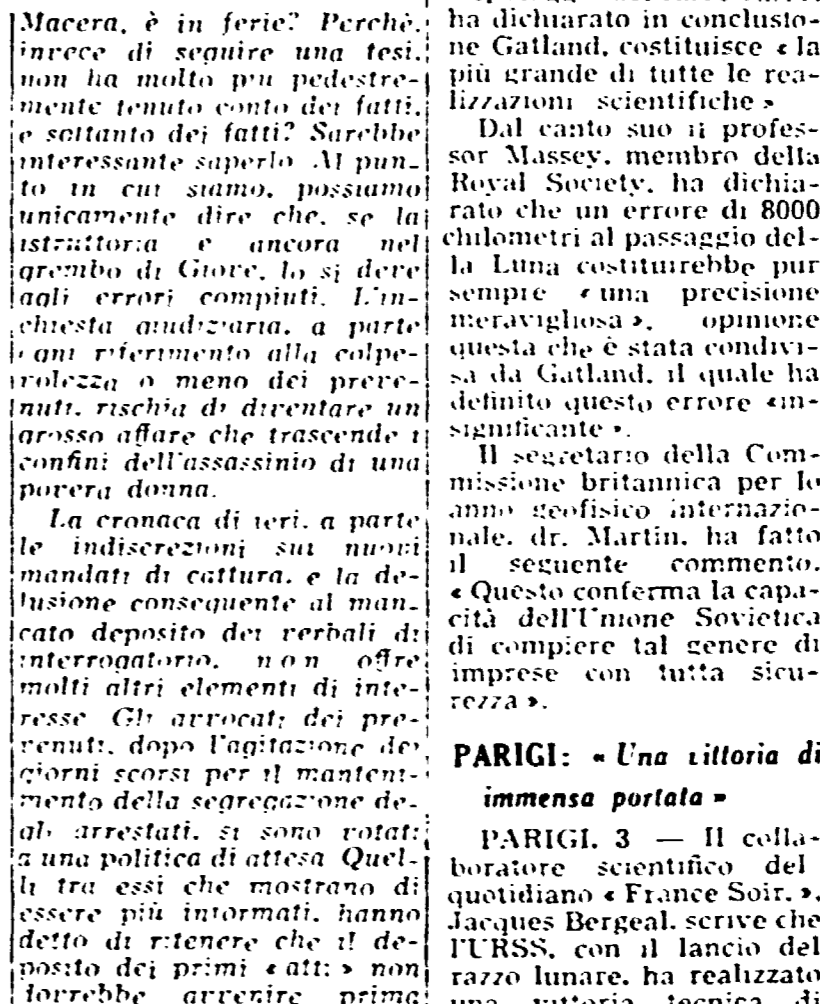 Macera, è in ferie? Perchè,
invece di seguire una tesi,
non ha molto più pedestre-
mente tenuto conto dei fatti,
e soltanto dei fatti? Sarebbe
interessante saperlo. Al pun-
to in cui siamo, possiamo
unicamente dire che, se la
istruttoria è ancora nel
grembo di Giove, lo si deve
agli errori compiuti. L'in-
chiesta giudiziaria, a parte
ogni riferimento alla colpe-
volezza o meno dei preve-
nuti, rischia di diventare un
grosso affare che trascende i
confini dell'assassinio di una
povera donna.
La cronaca di ieri, a parte
le indiscrezioni sui nuovi
mandati di cattura, e la de-
lusione conseguente al man-
cato deposito dei verbali di
interrogatorio, non offre
molti altri elementi di inte-
resse. Gli avvocati dei pre-
venuti, dopo l'agitazione dei
giorni scorsi per il manteni-
mento della segregazione de-
gli arrestati, si sono votati
a una politica di attesa. Quel-
li tra essi che mostrano di
essere più informati, hanno
detto di ritenere che il de-
posito dei primi « atti » non
dovrebbe avvenire prima
ha dichiarato in conclusio-
ne Gatland, costituisce « la
più grande di tutte le rea-
lizzazioni scientifiche »
Dal canto suo il profes-
sor Massey, membro della
Royal Society, ha dichia-
rato che un errore di 8000
chilometri al passaggio del-
la Luna costituirebbe pur
sempre « una precisione
meravigliosa », opinione
questa che è stata condivi-
sa da Gatland, il quale ha
definito questo errore «in-
significante ».
Il segretario della Com-
missione britannica per lo
anno geofisico internazio-
nale, dr. Martin, ha fatto
il seguente commento.
« Questo conferma la capa-
cità dell'Unione Sovietica
di compiere tal genere di
imprese con tutta sicu-
rezza ».
PARIGI: « Una vittoria di
immensa portata »
PARIGI, 3 — Il colla-
boratore scientifico del
quotidiano « France Soir, »,
Jacques Bergeal, scrive che
l'URSS, con il lancio del
razzo lunare, ha realizzato
una vittoria tecnica di